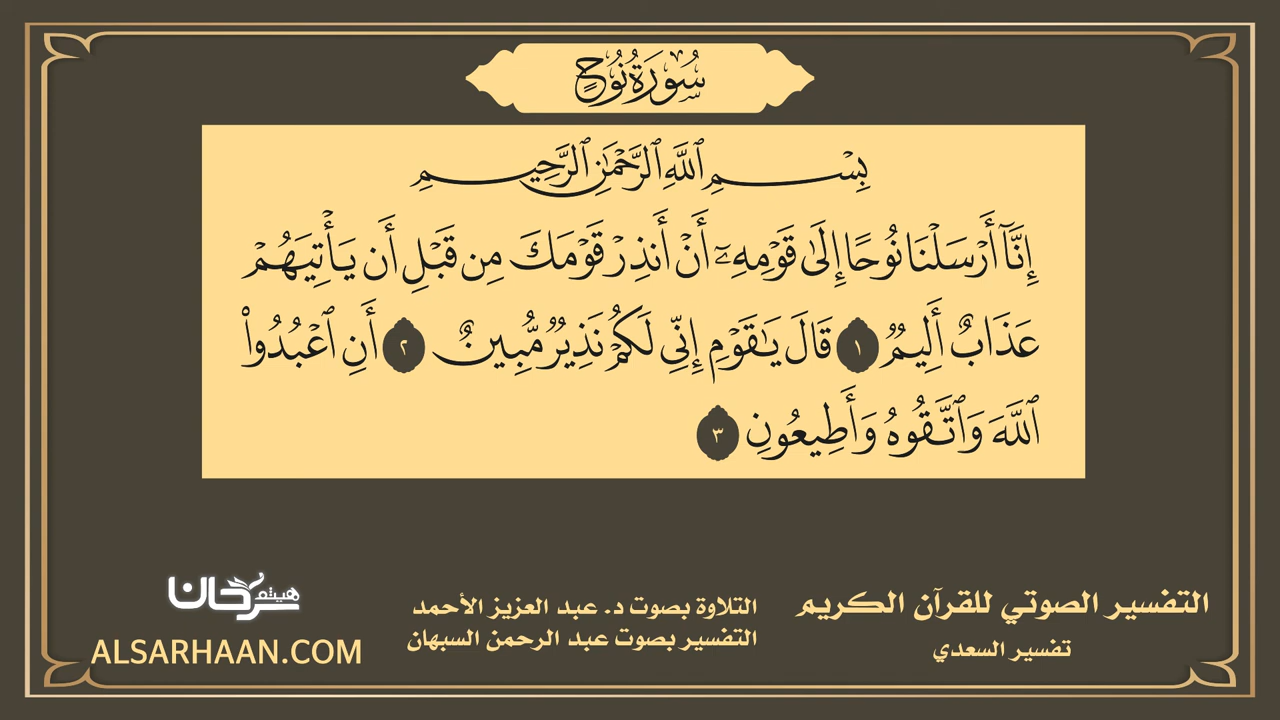 سُورَةُ نُوحٍ
بِسْمِ ٱللَّهِ ٱلرَّحْمَٰنِ ٱلرَّحِيمِ
إِنَّآ أَرْسَلْنَا نُوحًا إِلَىٰ قَوْمِهِۦٓ أَنْ أَنذِرْ قَوْمَكَ مِن قَبْلِ أَن يَأْتِيَهُمْ
عَذَابٌ أَلِيمٌ ١ قَالَ يَٰقَوْمِ إِنِّي لَكُمْ نَذِيرٌ مُّبِينٌ ٢ أَنِ ٱعْبُدُوا۟
ٱللَّهَ وَٱتَّقُوهُ وَأَطِيعُونِ ٣
التفسير الصوتي للقرآن الكريم
تفسير السعدي
التلاوة بصوت د. عبد العزيز الأحمد
التفسير بصوت عبد الرحمن السبهان
هيثم سرحان
ALSARHAAN.COM